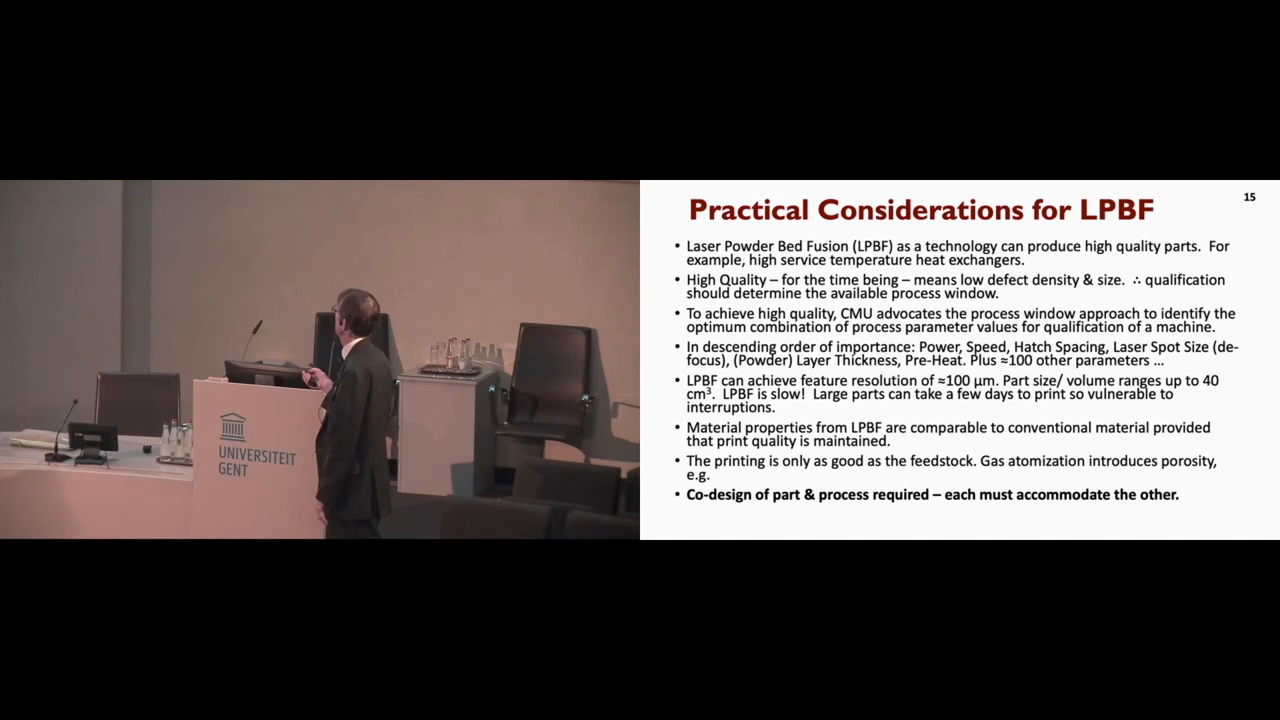 UNIVERSITEIT
GENT
15
Practical Considerations for LPBF
• Laser Powder Bed Fusion (LPBF) as a technology can produce high quality parts. For
example, high service temperature heat exchangers.
• High Quality – for the time being – means low defect density & size. ∴ qualification
should determine the available process window.
• To achieve high quality, CMU advocates the process window approach to identify the
optimum combination of process parameter values for qualification of a machine.
• In descending order of importance: Power, Speed, Hatch Spacing, Laser Spot Size (de-
focus), (Powder) Layer Thickness, Pre-Heat. Plus ≈100 other parameters ...
• LPBF can achieve feature resolution of ≈100 μm. Part size/ volume ranges up to 40
cm³. LPBF is slow! Large parts can take a few days to print so vulnerable to
interruptions.
• Material properties from LPBF are comparable to conventional material provided
that print quality is maintained.
• The printing is only as good as the feedstock. Gas atomization introduces porosity,
e.g.
• Co-design of part & process required – each must accommodate the other.